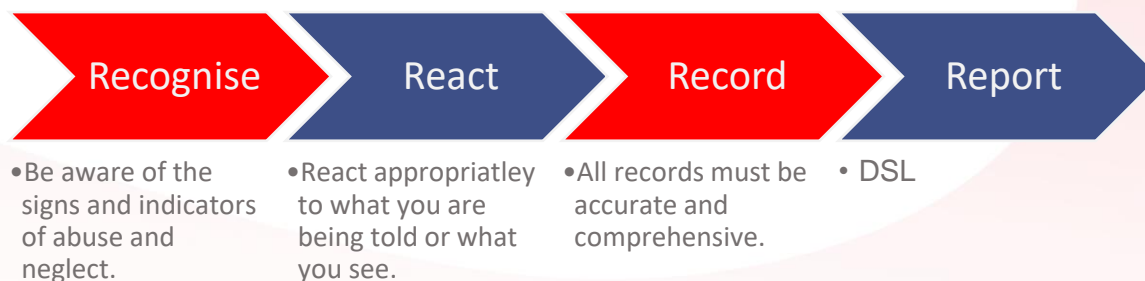 Recognise
React
Record
Report
•Be aware of the
signs and indicators
of abuse and
neglect.
•React appropriatley
to what you are
being told or what
you see.
•All records must be
accurate and
comprehensive.
• DSL